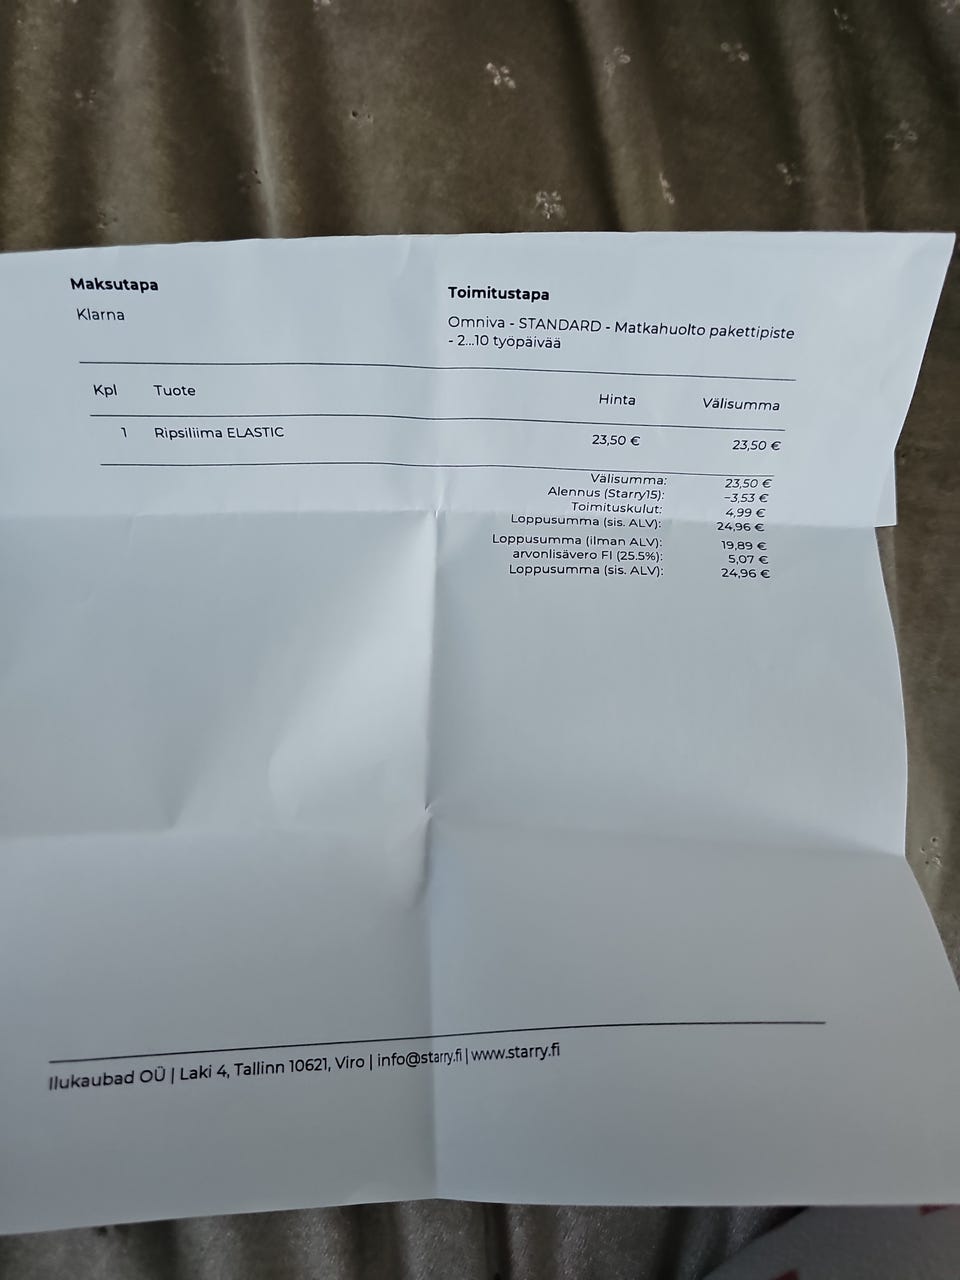 Maksutapa
Klarna
Toimitustapa
Omniva - STANDARD - Matkahuolto pakettipiste
- 2...10 työpäivää
Kpl Tuote Hinta Välisumma
1 Ripsiliima ELASTIC 23,50 € 23,50 €
Välisumma: 23,50 €
Alennus (Starry15): -3,53 €
Toimituskulut: 4,99 €
Loppusumma (sis. ALV): 24,96 €
Loppusumma (ilman ALV): 19,89 €
arvonlisävero FI (25.5%): 5,07 €
Loppusumma (sis. ALV): 24,96 €
Ilukaubad OÜ | Laki 4, Tallinn 10621, Viro | info@starry.fi | www.starry.fi